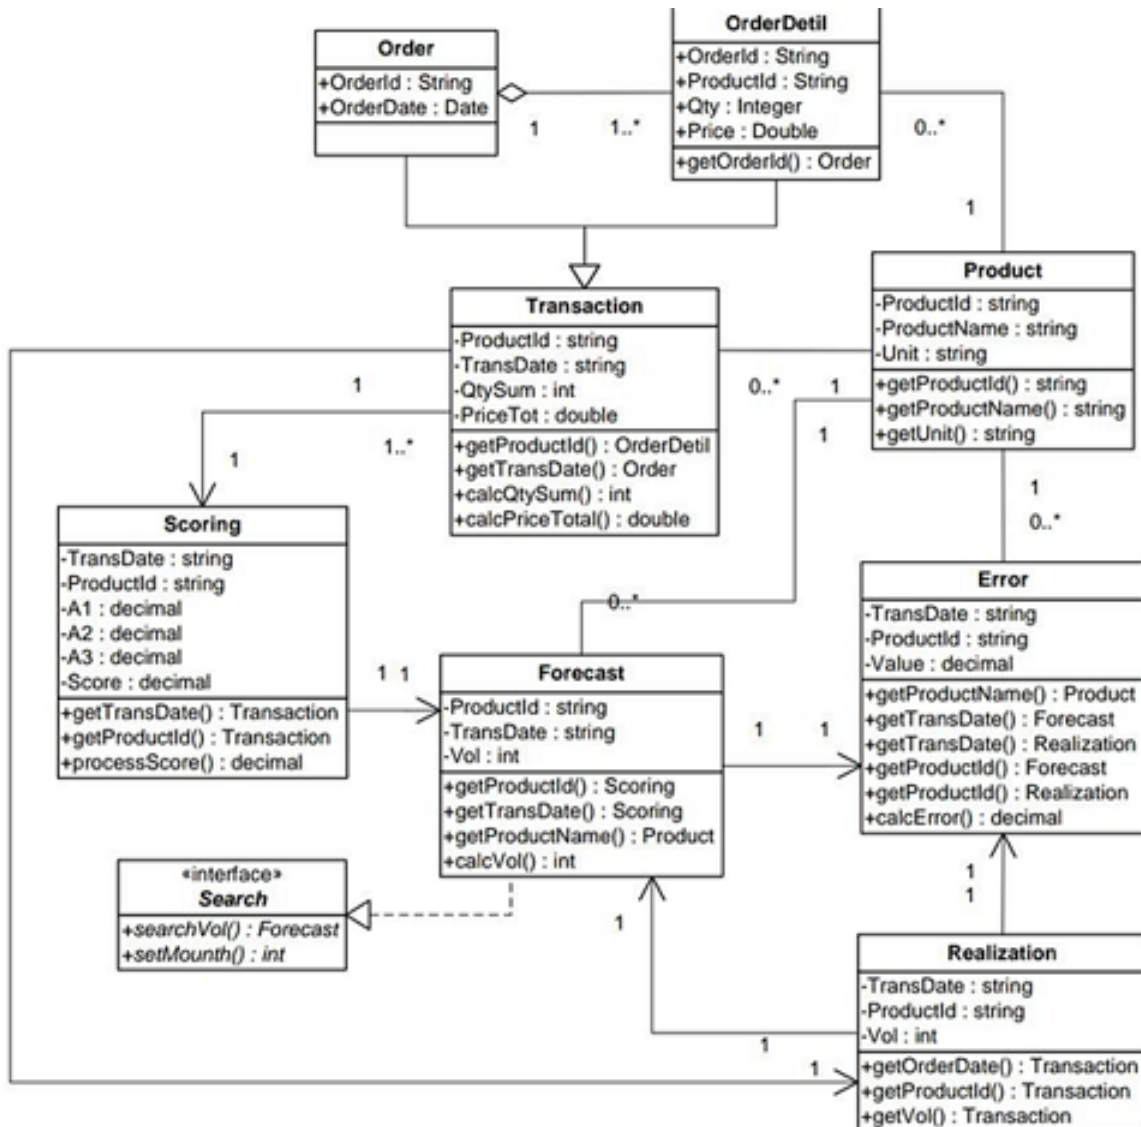 Order
+OrderId : String
+OrderDate : Date
OrderDetil
+OrderId : String
+ProductId : String
+Qty : Integer
+Price : Double
+getOrderId() : Order
1
1..*
0..*
1
Product
-ProductId : string
-ProductName : string
-Unit : string
+getProductId() : string
+getProductName() : string
+getUnit() : string
Transaction
-ProductId : string
-TransDate : string
-QtySum : int
-PriceTot : double
+getProductId() : OrderDetil
+getTransDate() : Order
+calcQtySum() : int
+calcPriceTotal() : double
1
0..*
1
1
1..*
1
1
0..*
Scoring
-TransDate : string
-ProductId : string
-A1 : decimal
-A2 : decimal
-A3 : decimal
-Score : decimal
+getTransDate() : Transaction
+getProductId() : Transaction
+processScore() : decimal
Error
-TransDate : string
-ProductId : string
-Value : decimal
+getProductName() : Product
+getTransDate() : Forecast
+getTransDate() : Realization
+getProductId() : Forecast
+getProductId() : Realization
+calcError() : decimal
0..*
1 1
Forecast
-ProductId : string
-TransDate : string
-Vol : int
+getProductId() : Scoring
+getTransDate() : Scoring
+getProductName() : Product
+calcVol() : int
1
1
«interface»
Search
+searchVol() : Forecast
+setMounth() : int
1
1
1
Realization
-TransDate : string
-ProductId : string
-Vol : int
+getOrderDate() : Transaction
+getProductId() : Transaction
+getVol() : Transaction
1
1